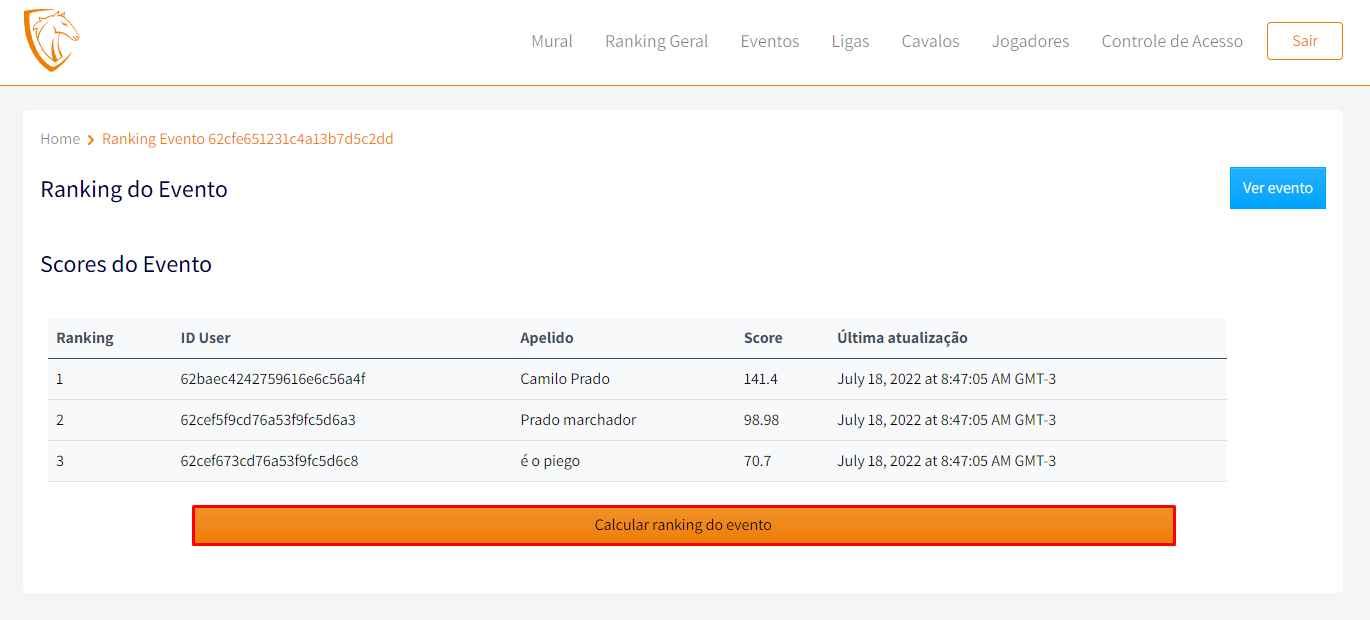 Mural Ranking Geral Eventos Ligas Cavalos Jogadores Controle de Acesso Sair
Home Ranking Evento 62cfe651231c4a13b7d5c2dd
Ranking do Evento
Ver evento
Scores do Evento
Ranking ID User Apelido Score Última atualização
1 62baec4242759616e6c56a4f Camilo Prado 141.4 July 18, 2022 at 8:47:05 AM GMT-3
2 62cef5f9cd76a53f9fc5d6a3 Prado marchador 98.98 July 18, 2022 at 8:47:05 AM GMT-3
3 62cef673cd76a53f9fc5d6c8 é o piego 70.7 July 18, 2022 at 8:47:05 AM GMT-3
Calcular ranking do evento